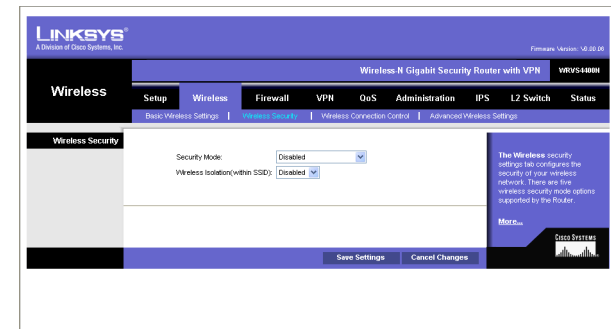 LINKSYS®
A Division of Cisco Systems, Inc.
Firmware Version: V0.00.06
Wireless-N Gigabit Security Router with VPN WRVS4400N
Wireless
Setup Wireless Firewall VPN QoS Administration IPS L2 Switch Status
Basic Wireless Settings | Wireless Security | Wireless Connection Control | Advanced Wireless Settings
Wireless Security
Security Mode: Disabled
Wireless Isolation(within SSID): Disabled
The Wireless security
settings tab configures the
security of your wireless
network. There are five
wireless security mode options
supported by the Router.
More...
CISCO SYSTEMS
Save Settings Cancel Changes